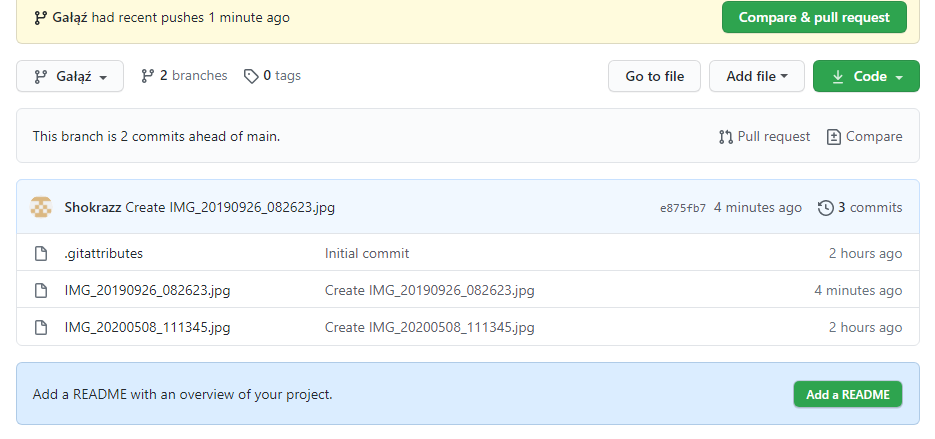 Gałąź had recent pushes 1 minute ago Compare & pull request
Gałąź 2 branches 0 tags Go to file Add file Code
This branch is 2 commits ahead of main. Pull request Compare
Shokrazz Create IMG_20190926_082623.jpg e875fb7 4 minutes ago 3 commits
.gitattributes Initial commit 2 hours ago
IMG_20190926_082623.jpg Create IMG_20190926_082623.jpg 4 minutes ago
IMG_20200508_111345.jpg Create IMG_20200508_111345.jpg 2 hours ago
Add a README with an overview of your project. Add a README